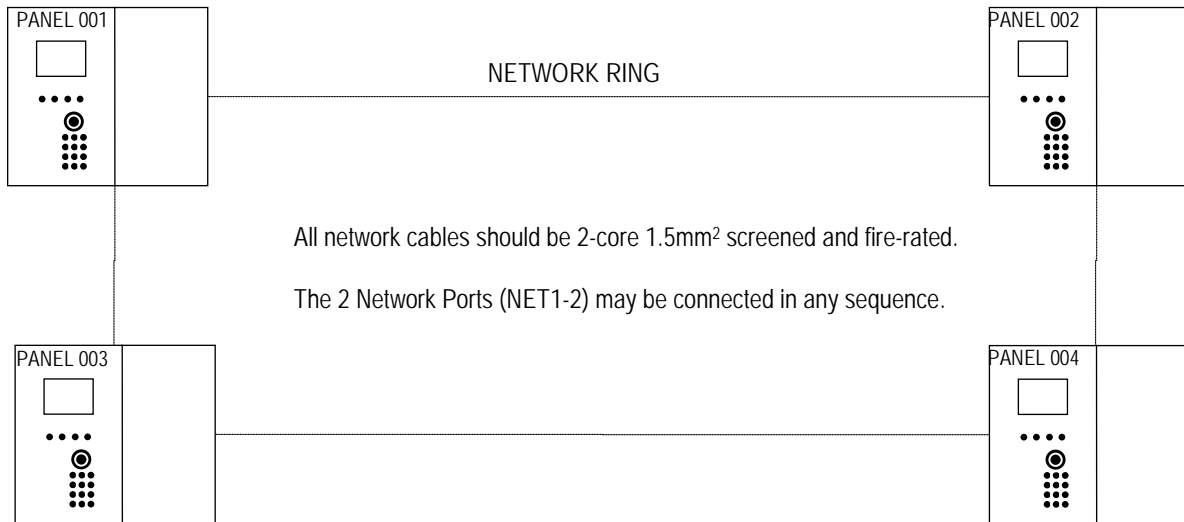 PANEL 001
PANEL 002
NETWORK RING
All network cables should be 2-core 1.5mm² screened and fire-rated.
The 2 Network Ports (NET1-2) may be connected in any sequence.
PANEL 003
PANEL 004